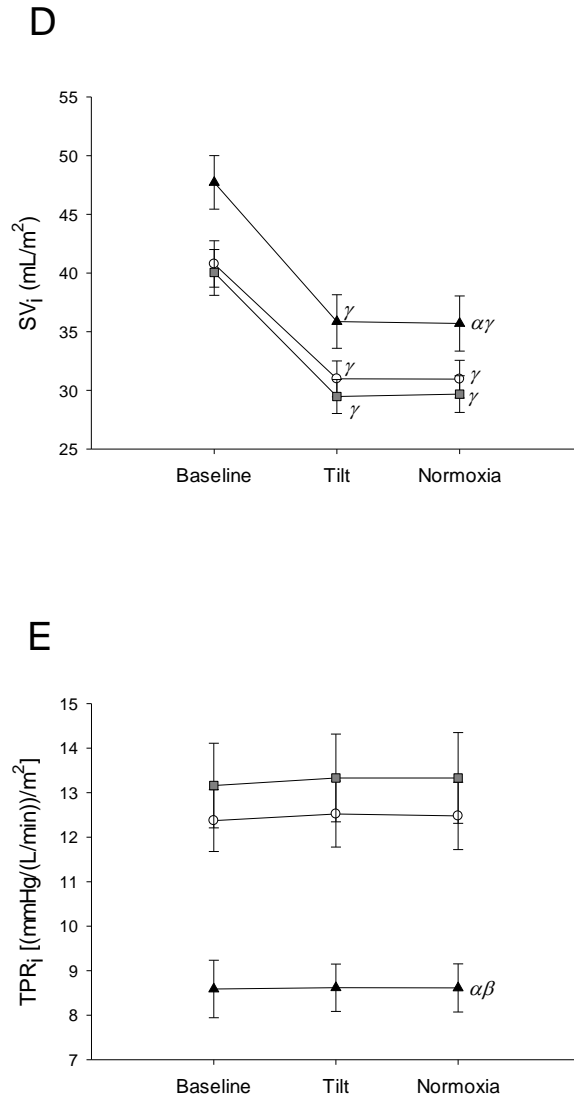 D
55
50
45
40
35
30
25
SVi (mL/m²)
γ
αγ
γ
γ
γ
γ
Baseline Tilt Normoxia
E
15
14
13
12
11
10
9
8
7
TPRi [(mmHg/(L/min))/m²]
αβ
Baseline Tilt Normoxia